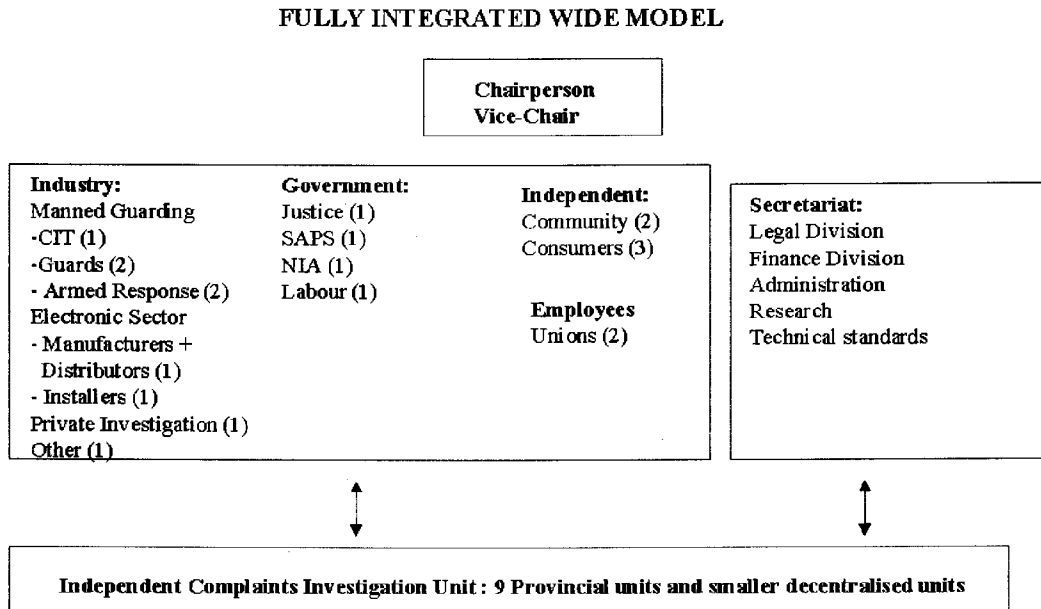 FULLY INTEGRATED WIDE MODEL
Chairperson
Vice-Chair
Industry:
Manned Guarding
-CIT (1)
-Guards (2)
- Armed Response (2)
Electronic Sector
- Manufacturers +
Distributors (1)
- Installers (1)
Private Investigation (1)
Other (1)
Government:
Justice (1)
SAPS (1)
NIA (1)
Labour (1)
Independent:
Community (2)
Consumers (3)
Employees
Unions (2)
Secretariat:
Legal Division
Finance Division
Administration
Research
Technical standards
Independent Complaints Investigation Unit : 9 Provincial units and smaller decentralised units